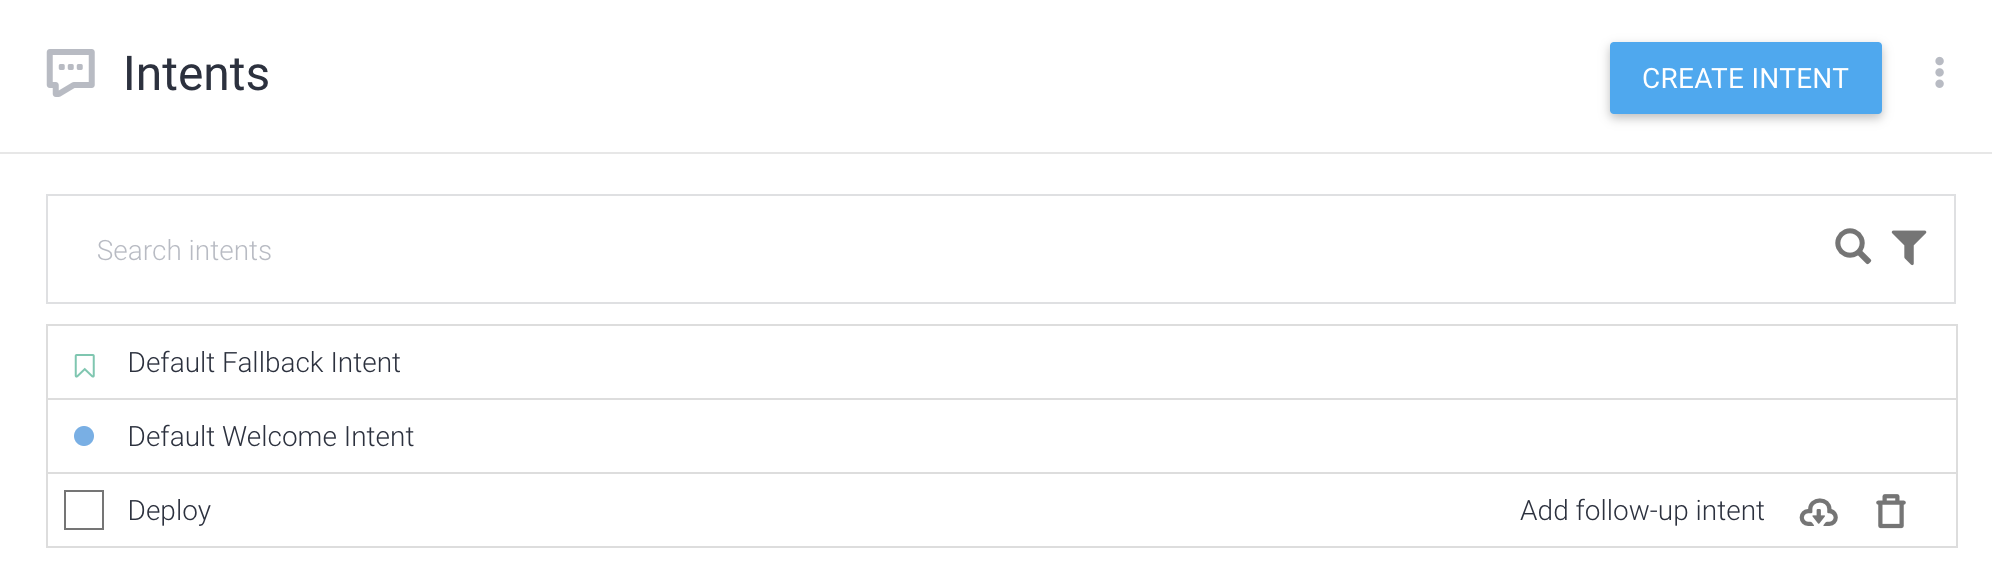 Intents
CREATE INTENT
Search intents
Default Fallback Intent
Default Welcome Intent
Deploy
Add follow-up intent